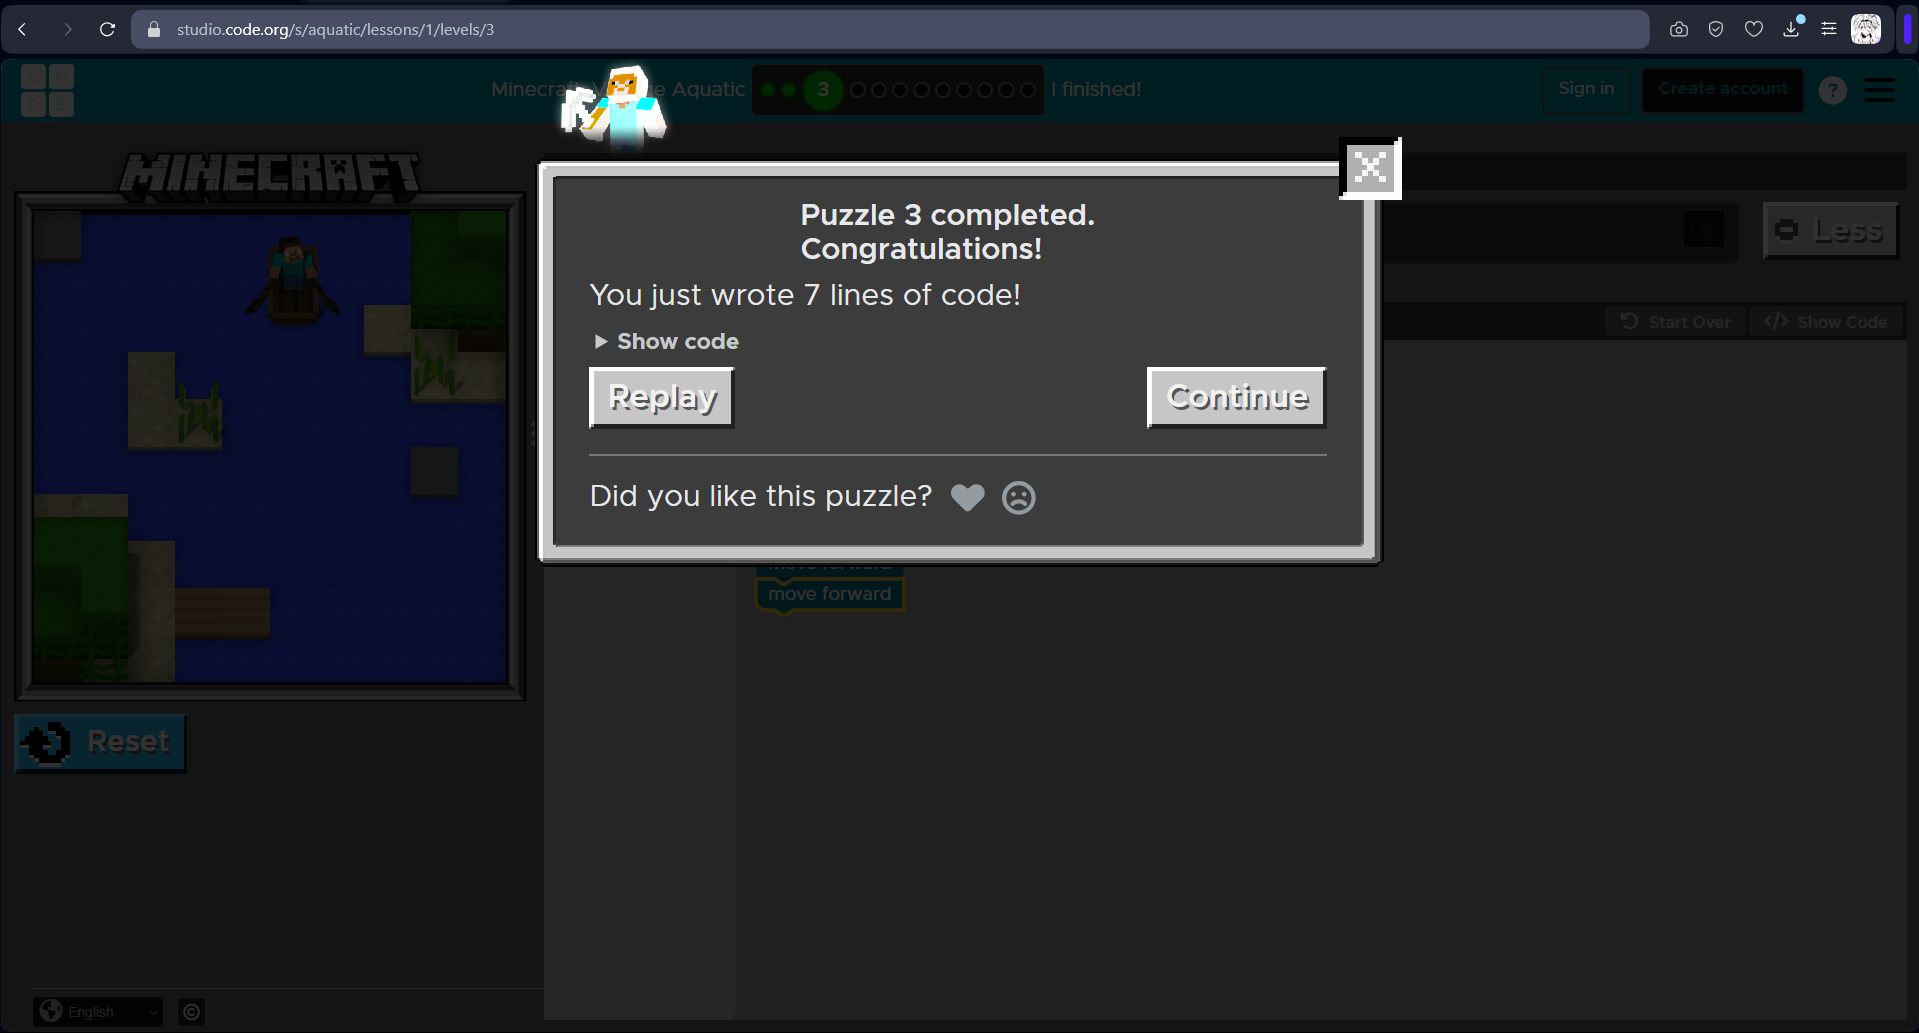 studio.code.org/s/aquatic/lessons/1/levels/3
Minecraft Aquatic
3
I finished!
Sign in
Create account
?
MINECRAFT
Less
Puzzle 3 completed.
Congratulations!
You just wrote 7 lines of code!
Show code
Replay
Continue
Did you like this puzzle?
Start Over
Show Code
move forward
move forward
Reset
English
©